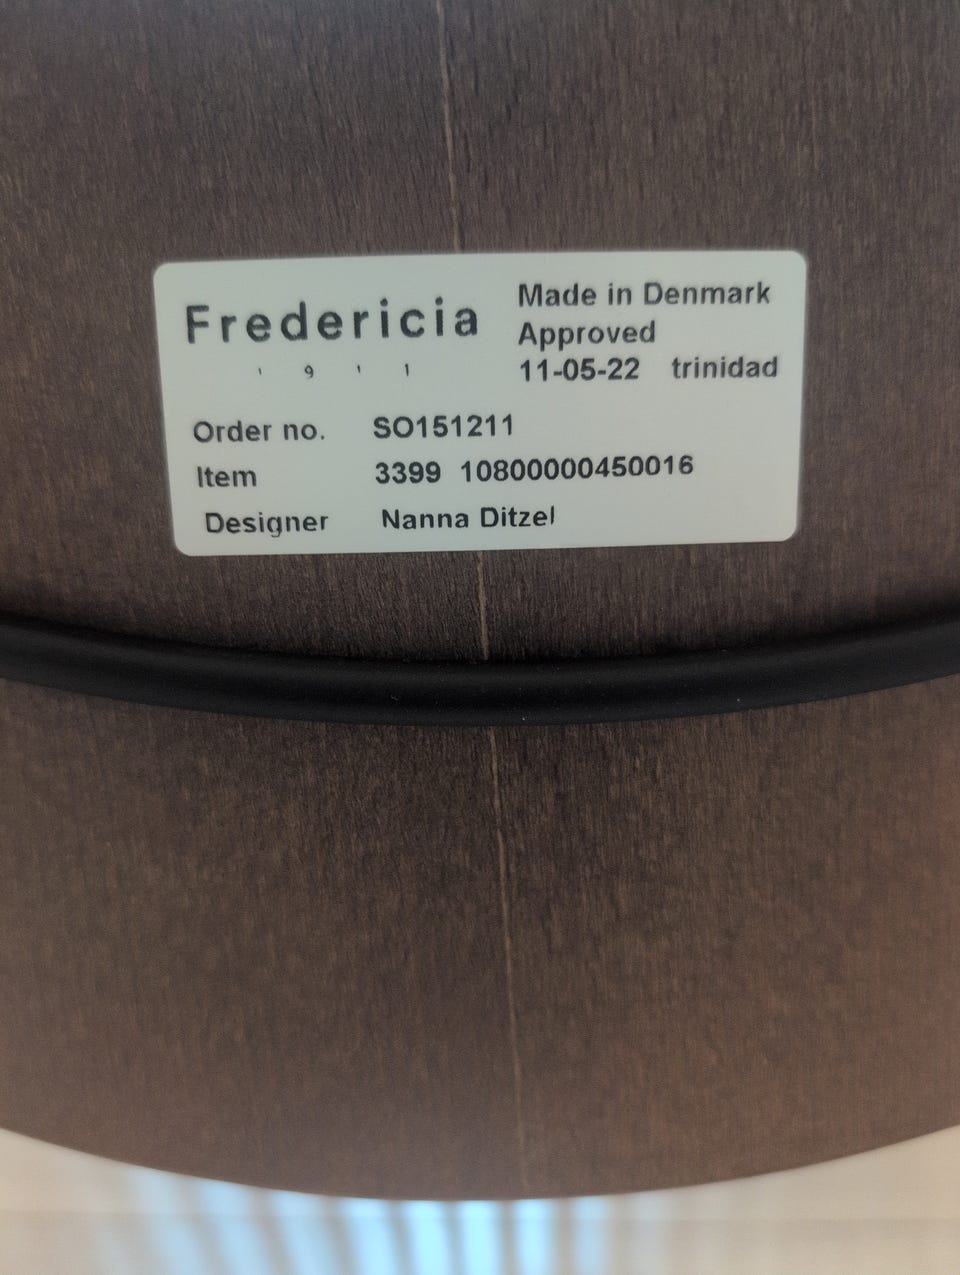 Fredericia
1 9 1 1
Made in Denmark
Approved
11-05-22 trinidad
Order no. SO151211
Item 3399 10800000450016
Designer Nanna Ditzel